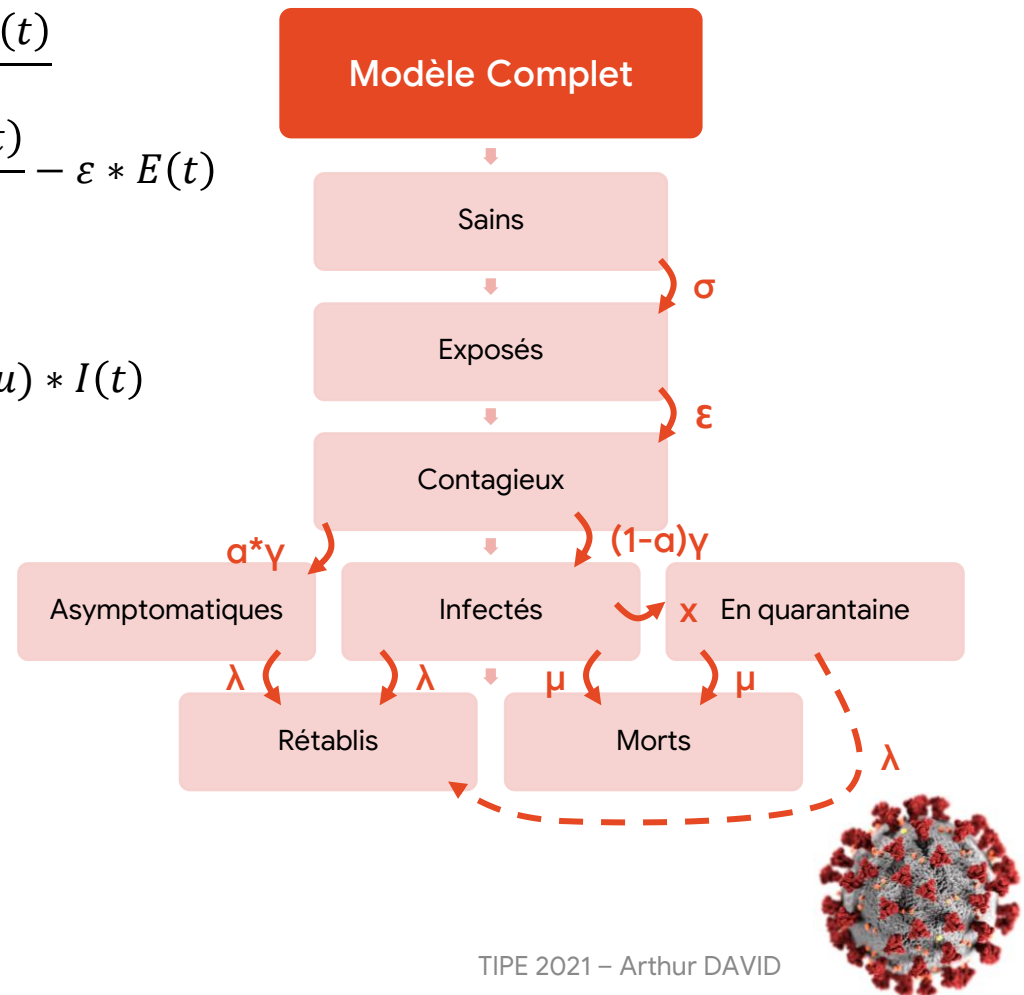 (t)
t)
− ε ∗ E(t)
μ) ∗ I(t)
Modèle Complet
Sains
σ
Exposés
ε
Contagieux
a*γ
(1-a)γ
Asymptomatiques
Infectés
x
En quarantaine
λ
λ
μ
μ
Rétablis
Morts
λ
TIPE 2021 – Arthur DAVID